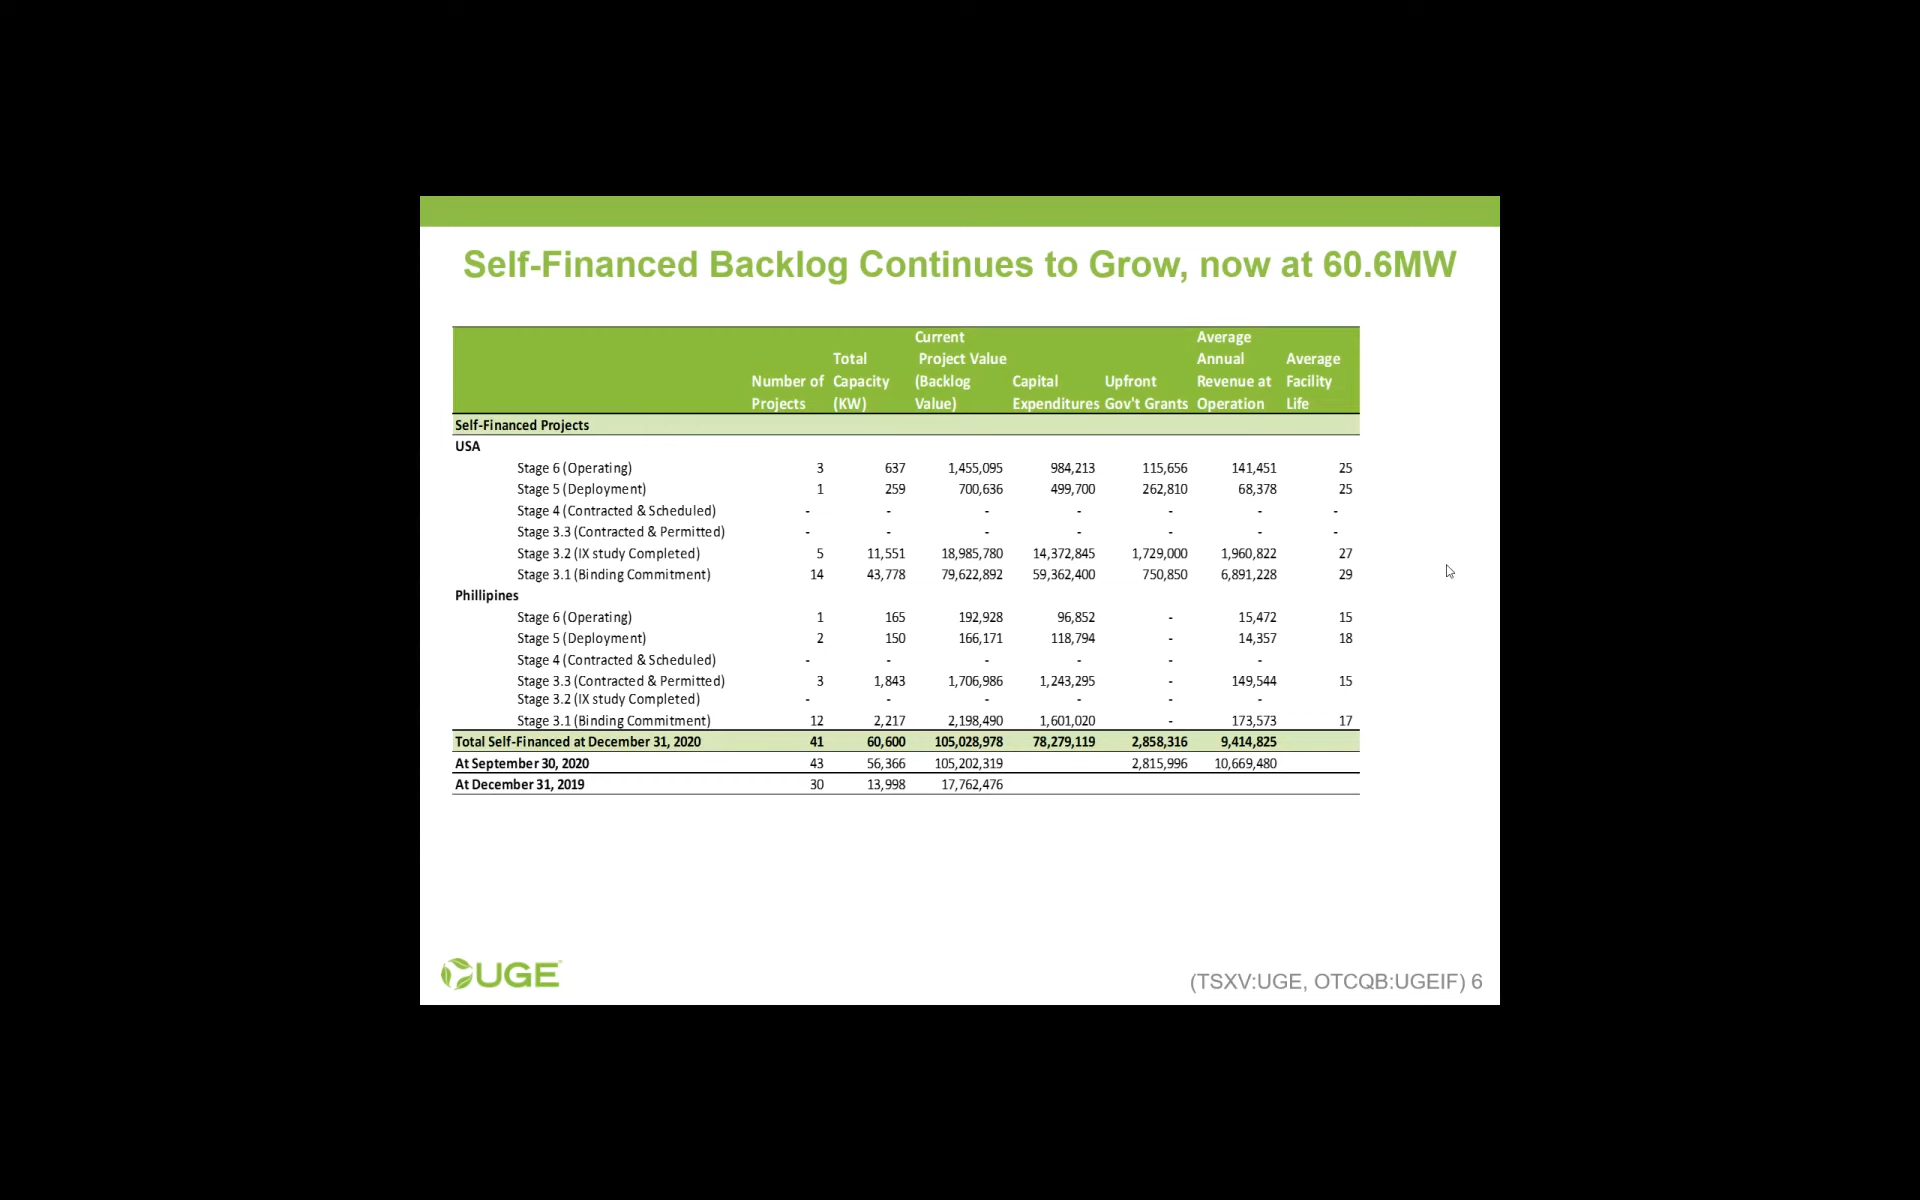 Self-Financed Backlog Continues to Grow, now at 60.6MW
Number of Projects Total Capacity (KW) Current Project Value (Backlog Value) Capital Expenditures Upfront Gov't Grants Average Annual Revenue at Operation Average Facility Life
Self-Financed Projects
USA
Stage 6 (Operating) 3 637 1,455,095 984,213 115,656 141,451 25
Stage 5 (Deployment) 1 259 700,636 499,700 262,810 68,378 25
Stage 4 (Contracted & Scheduled) - - - - - - -
Stage 3.3 (Contracted & Permitted) - - - - - - -
Stage 3.2 (IX study Completed) 5 11,551 18,985,780 14,372,845 1,729,000 1,960,822 27
Stage 3.1 (Binding Commitment) 14 43,778 79,622,892 59,362,400 750,850 6,891,228 29
Phillipines
Stage 6 (Operating) 1 165 192,928 96,852 - 15,472 15
Stage 5 (Deployment) 2 150 166,171 118,794 - 14,357 18
Stage 4 (Contracted & Scheduled) - - - - - -
Stage 3.3 (Contracted & Permitted) 3 1,843 1,706,986 1,243,295 - 149,544 15
Stage 3.2 (IX study Completed) - - - - - -
Stage 3.1 (Binding Commitment) 12 2,217 2,198,490 1,601,020 - 173,573 17
Total Self-Financed at December 31, 2020 41 60,600 105,028,978 78,279,119 2,858,316 9,414,825
At September 30, 2020 43 56,366 105,202,319 2,815,996 10,669,480
At December 31, 2019 30 13,998 17,762,476
UGE
(TSXV:UGE, OTCQB:UGEIF) 6